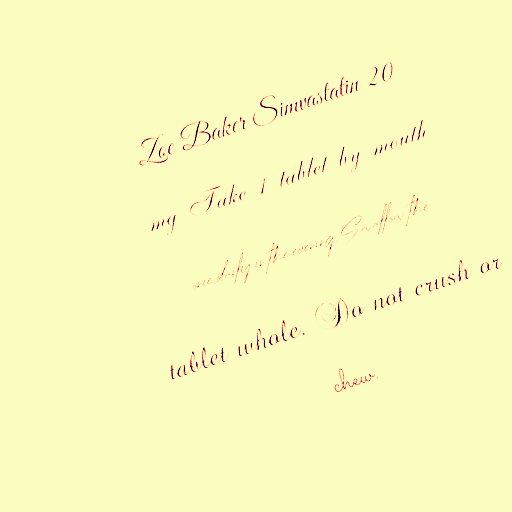 Zoe Baker Simvastatin 20
mg Take 1 tablet by mouth
once daily in the evening. Swallow the
tablet whole. Do not crush or
chew.